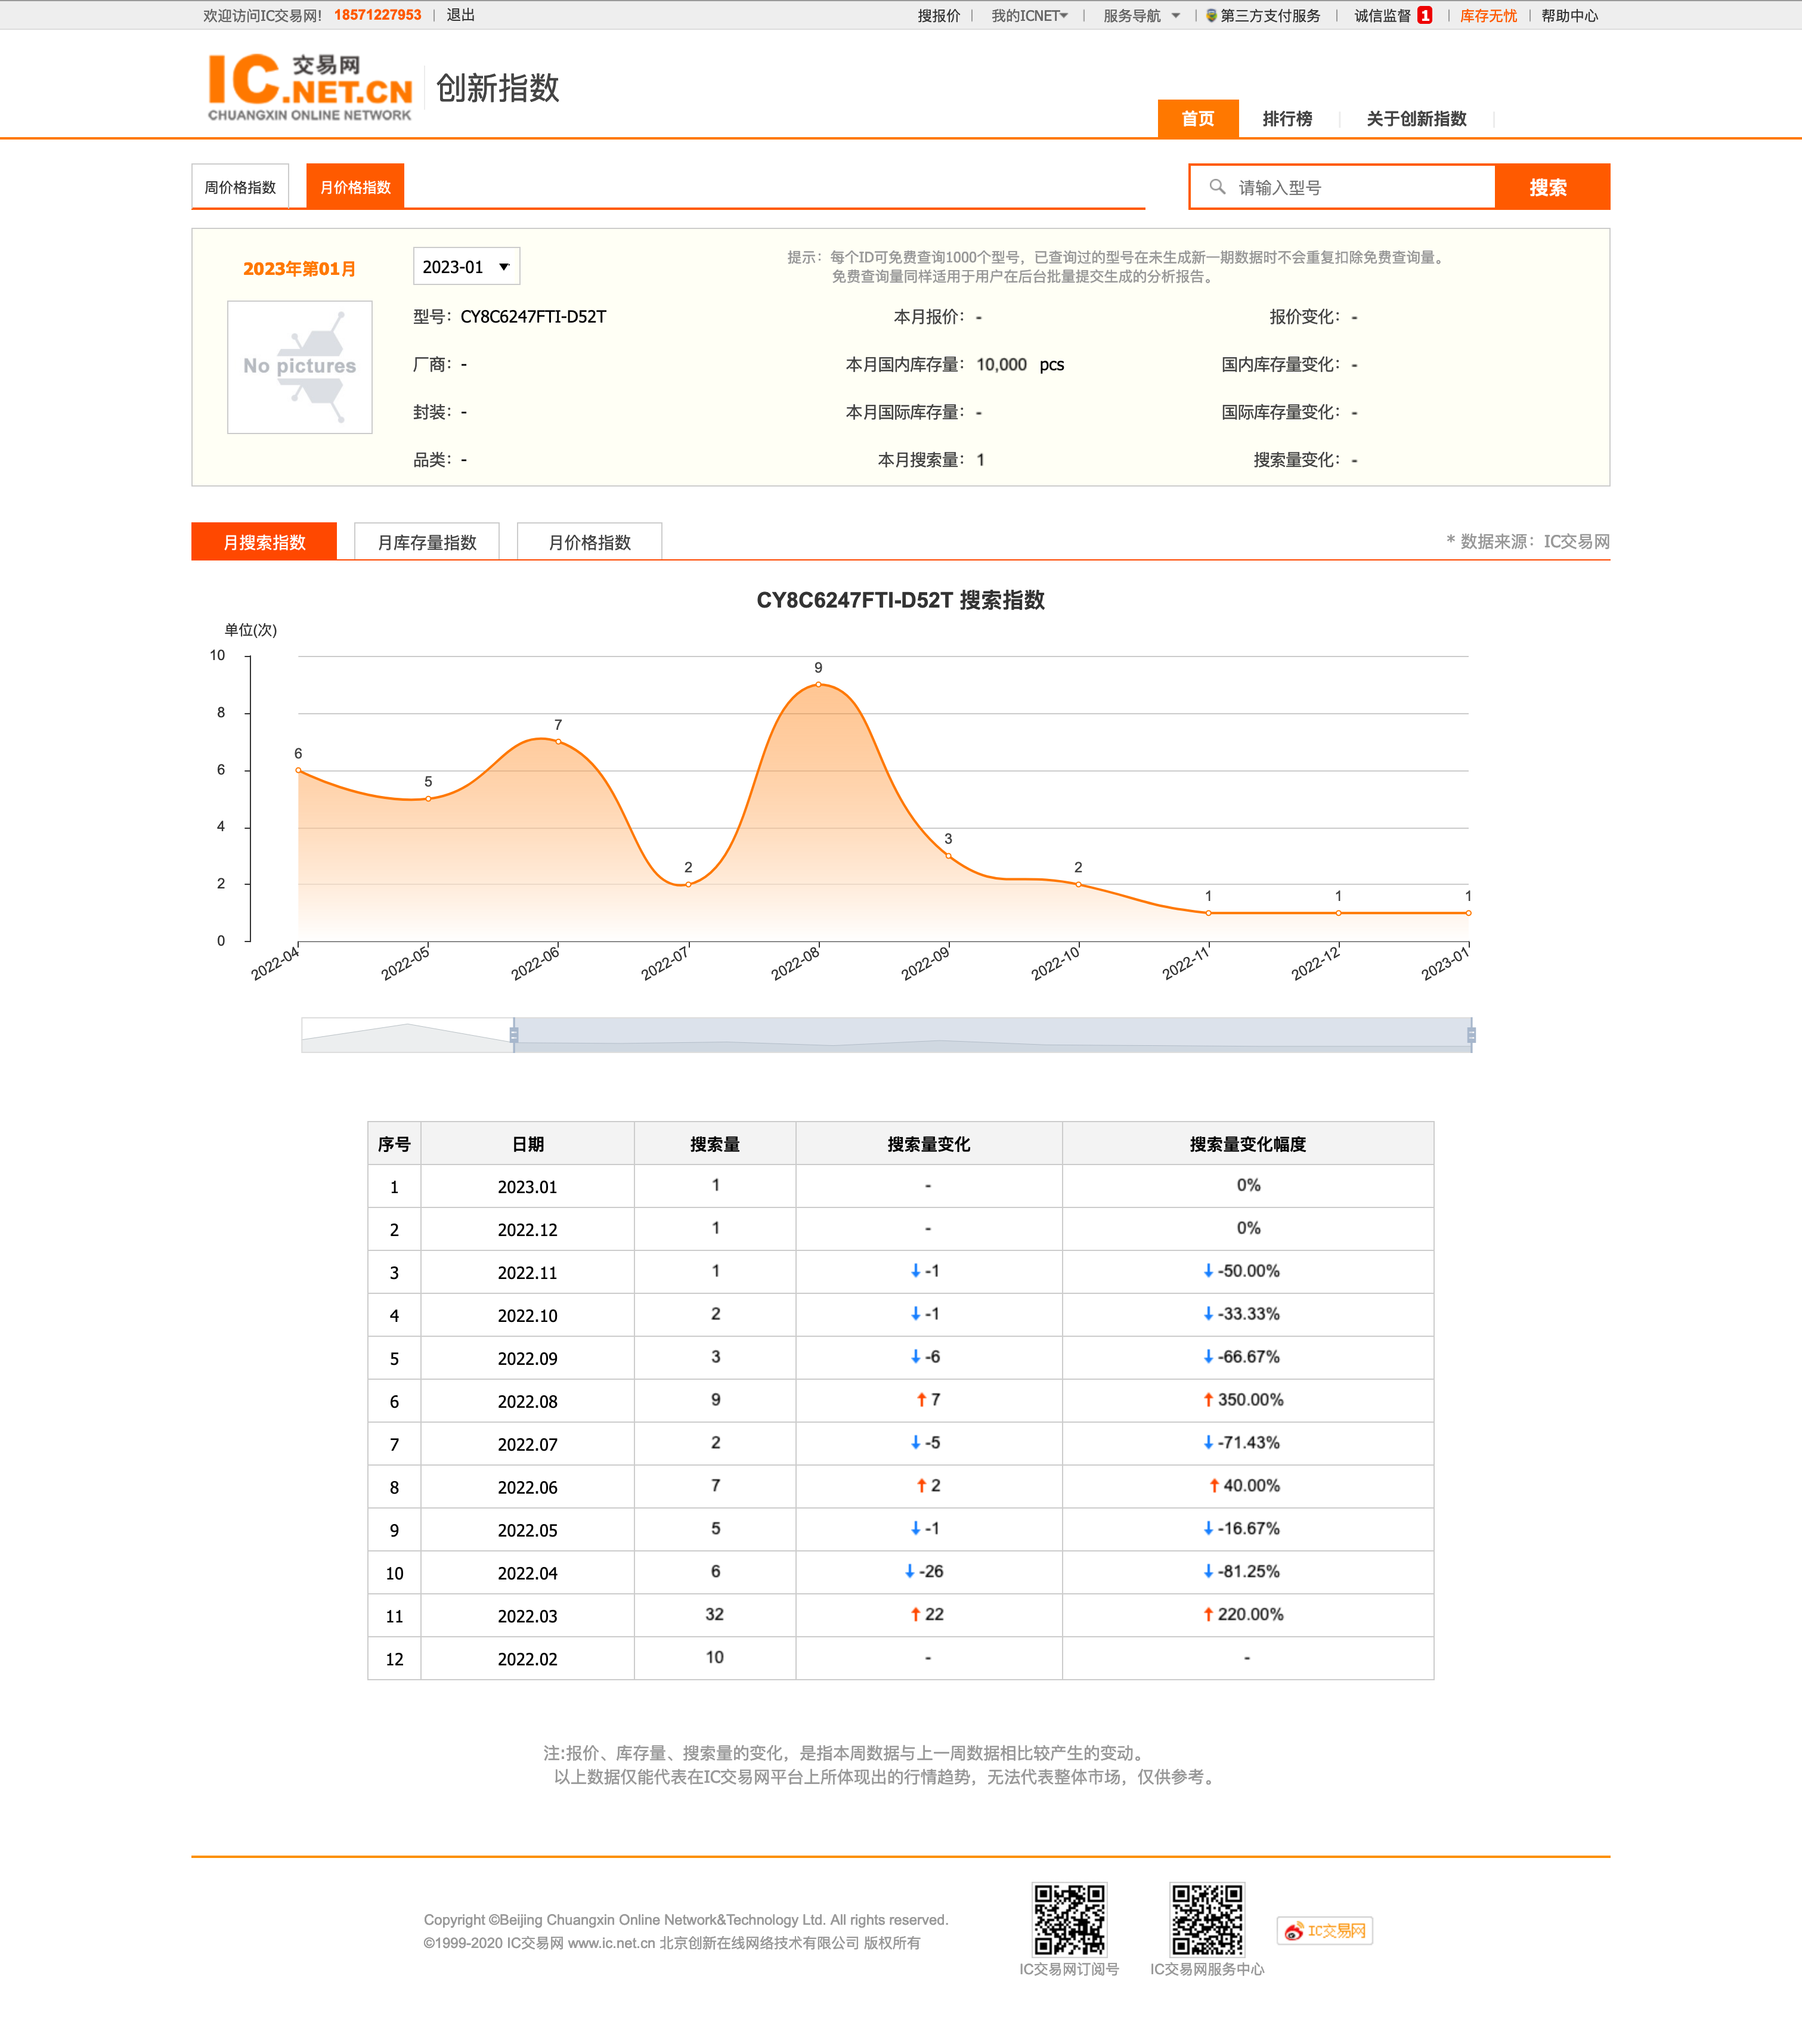 欢迎访问IC交易网! 18571227953 | 退出 搜报价 | 我的ICNET | 服务导航 | 第三方支付服务 | 诚信监督 1 | 库存无忧 | 帮助中心
IC交易网
.NET.CN
CHUANGXIN ONLINE NETWORK
创新指数
首页 排行榜 关于创新指数
周价格指数 月价格指数 请输入型号 搜索
2023年第01月 2023-01
提示：每个ID可免费查询1000个型号，已查询过的型号在未生成新一期数据时不会重复扣除免费查询量。
免费查询量同样适用于用户在后台批量提交生成的分析报告。
No pictures
型号：CY8C6247FTI-D52T 本月报价：- 报价变化：-
厂商：- 本月国内库存量：10,000 pcs 国内库存量变化：-
封装：- 本月国际库存量：- 国际库存量变化：-
品类：- 本月搜索量：1 搜索量变化：-
月搜索指数 月库存量指数 月价格指数 * 数据来源：IC交易网
CY8C6247FTI-D52T 搜索指数
单位(次)
10
8
6
4
2
0
6 5 7 2 9 3 2 1 1 1
2022-04 2022-05 2022-06 2022-07 2022-08 2022-09 2022-10 2022-11 2022-12 2023-01
序号 日期 搜索量 搜索量变化 搜索量变化幅度
1 2023.01 1 - 0%
2 2022.12 1 - 0%
3 2022.11 1 ↓-1 ↓-50.00%
4 2022.10 2 ↓-1 ↓-33.33%
5 2022.09 3 ↓-6 ↓-66.67%
6 2022.08 9 ↑7 ↑350.00%
7 2022.07 2 ↓-5 ↓-71.43%
8 2022.06 7 ↑2 ↑40.00%
9 2022.05 5 ↓-1 ↓-16.67%
10 2022.04 6 ↓-26 ↓-81.25%
11 2022.03 32 ↑22 ↑220.00%
12 2022.02 10 - -
注:报价、库存量、搜索量的变化，是指本周数据与上一周数据相比较产生的变动。
以上数据仅能代表在IC交易网平台上所体现出的行情趋势，无法代表整体市场，仅供参考。
Copyright ©Beijing Chuangxin Online Network&Technology Ltd. All rights reserved.
©1999-2020 IC交易网 www.ic.net.cn 北京创新在线网络技术有限公司 版权所有
IC交易网订阅号
IC交易网服务中心
IC交易网